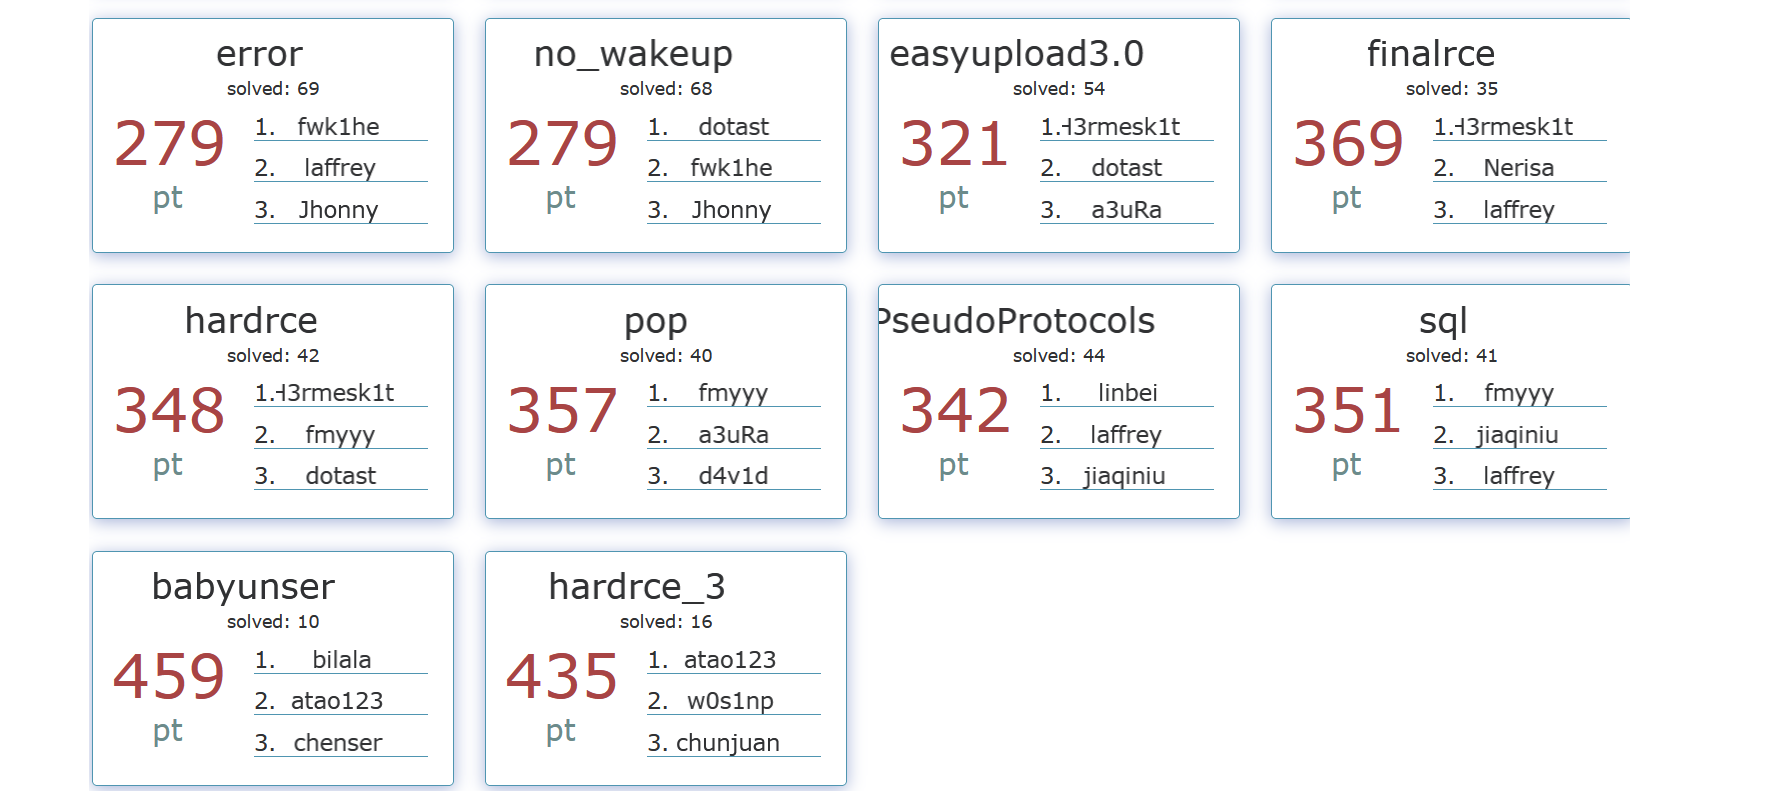 error
solved: 69
279
pt
1. fwk1he
2. laffrey
3. Jhonny
no_wakeup
solved: 68
279
pt
1. dotast
2. fwk1he
3. Jhonny
easyupload3.0
solved: 54
321
pt
1. H3rmesk1t
2. dotast
3. a3uRa
finalrce
solved: 35
369
pt
1. H3rmesk1t
2. Nerisa
3. laffrey
hardrce
solved: 42
348
pt
1. H3rmesk1t
2. fmyyy
3. dotast
pop
solved: 40
357
pt
1. fmyyy
2. a3uRa
3. d4v1d
PseudoProtocols
solved: 44
342
pt
1. linbei
2. laffrey
3. jiaqiniu
sql
solved: 41
351
pt
1. fmyyy
2. jiaqiniu
3. laffrey
babyunser
solved: 10
459
pt
1. bilala
2. atao123
3. chenser
hardrce_3
solved: 16
435
pt
1. atao123
2. w0s1np
3. chunjuan